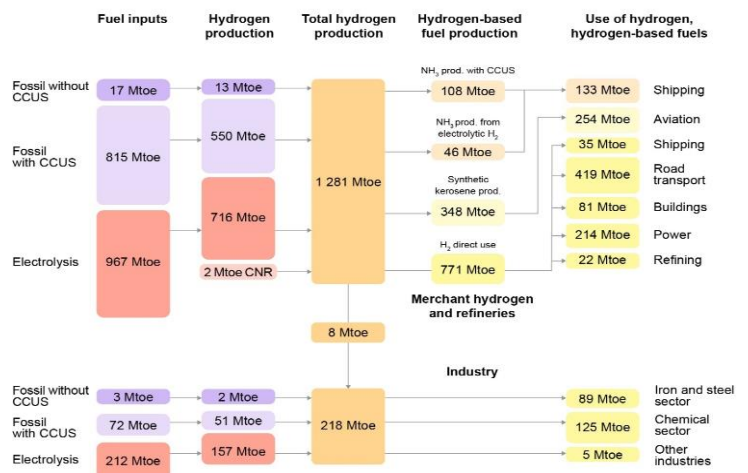 Fuel inputs
Hydrogen
production
Total hydrogen
production
Hydrogen-based
fuel production
Use of hydrogen,
hydrogen-based fuels
Fossil without
CCUS
17 Mtoe
13 Mtoe
Fossil
with CCUS
815 Mtoe
550 Mtoe
Electrolysis
967 Mtoe
716 Mtoe
2 Mtoe CNR
1 281 Mtoe
NH₃ prod. with CCUS
108 Mtoe
NH₃ prod. from
electrolytic H₂
46 Mtoe
Synthetic
kerosene prod.
348 Mtoe
H₂ direct use
771 Mtoe
Merchant hydrogen
and refineries
133 Mtoe Shipping
254 Mtoe Aviation
35 Mtoe Shipping
419 Mtoe Road
transport
81 Mtoe Buildings
214 Mtoe Power
22 Mtoe Refining
8 Mtoe
Industry
Fossil without
CCUS
3 Mtoe
2 Mtoe
Fossil
with CCUS
72 Mtoe
51 Mtoe
Electrolysis
212 Mtoe
157 Mtoe
218 Mtoe
89 Mtoe Iron and steel
sector
125 Mtoe Chemical
sector
5 Mtoe Other
industries